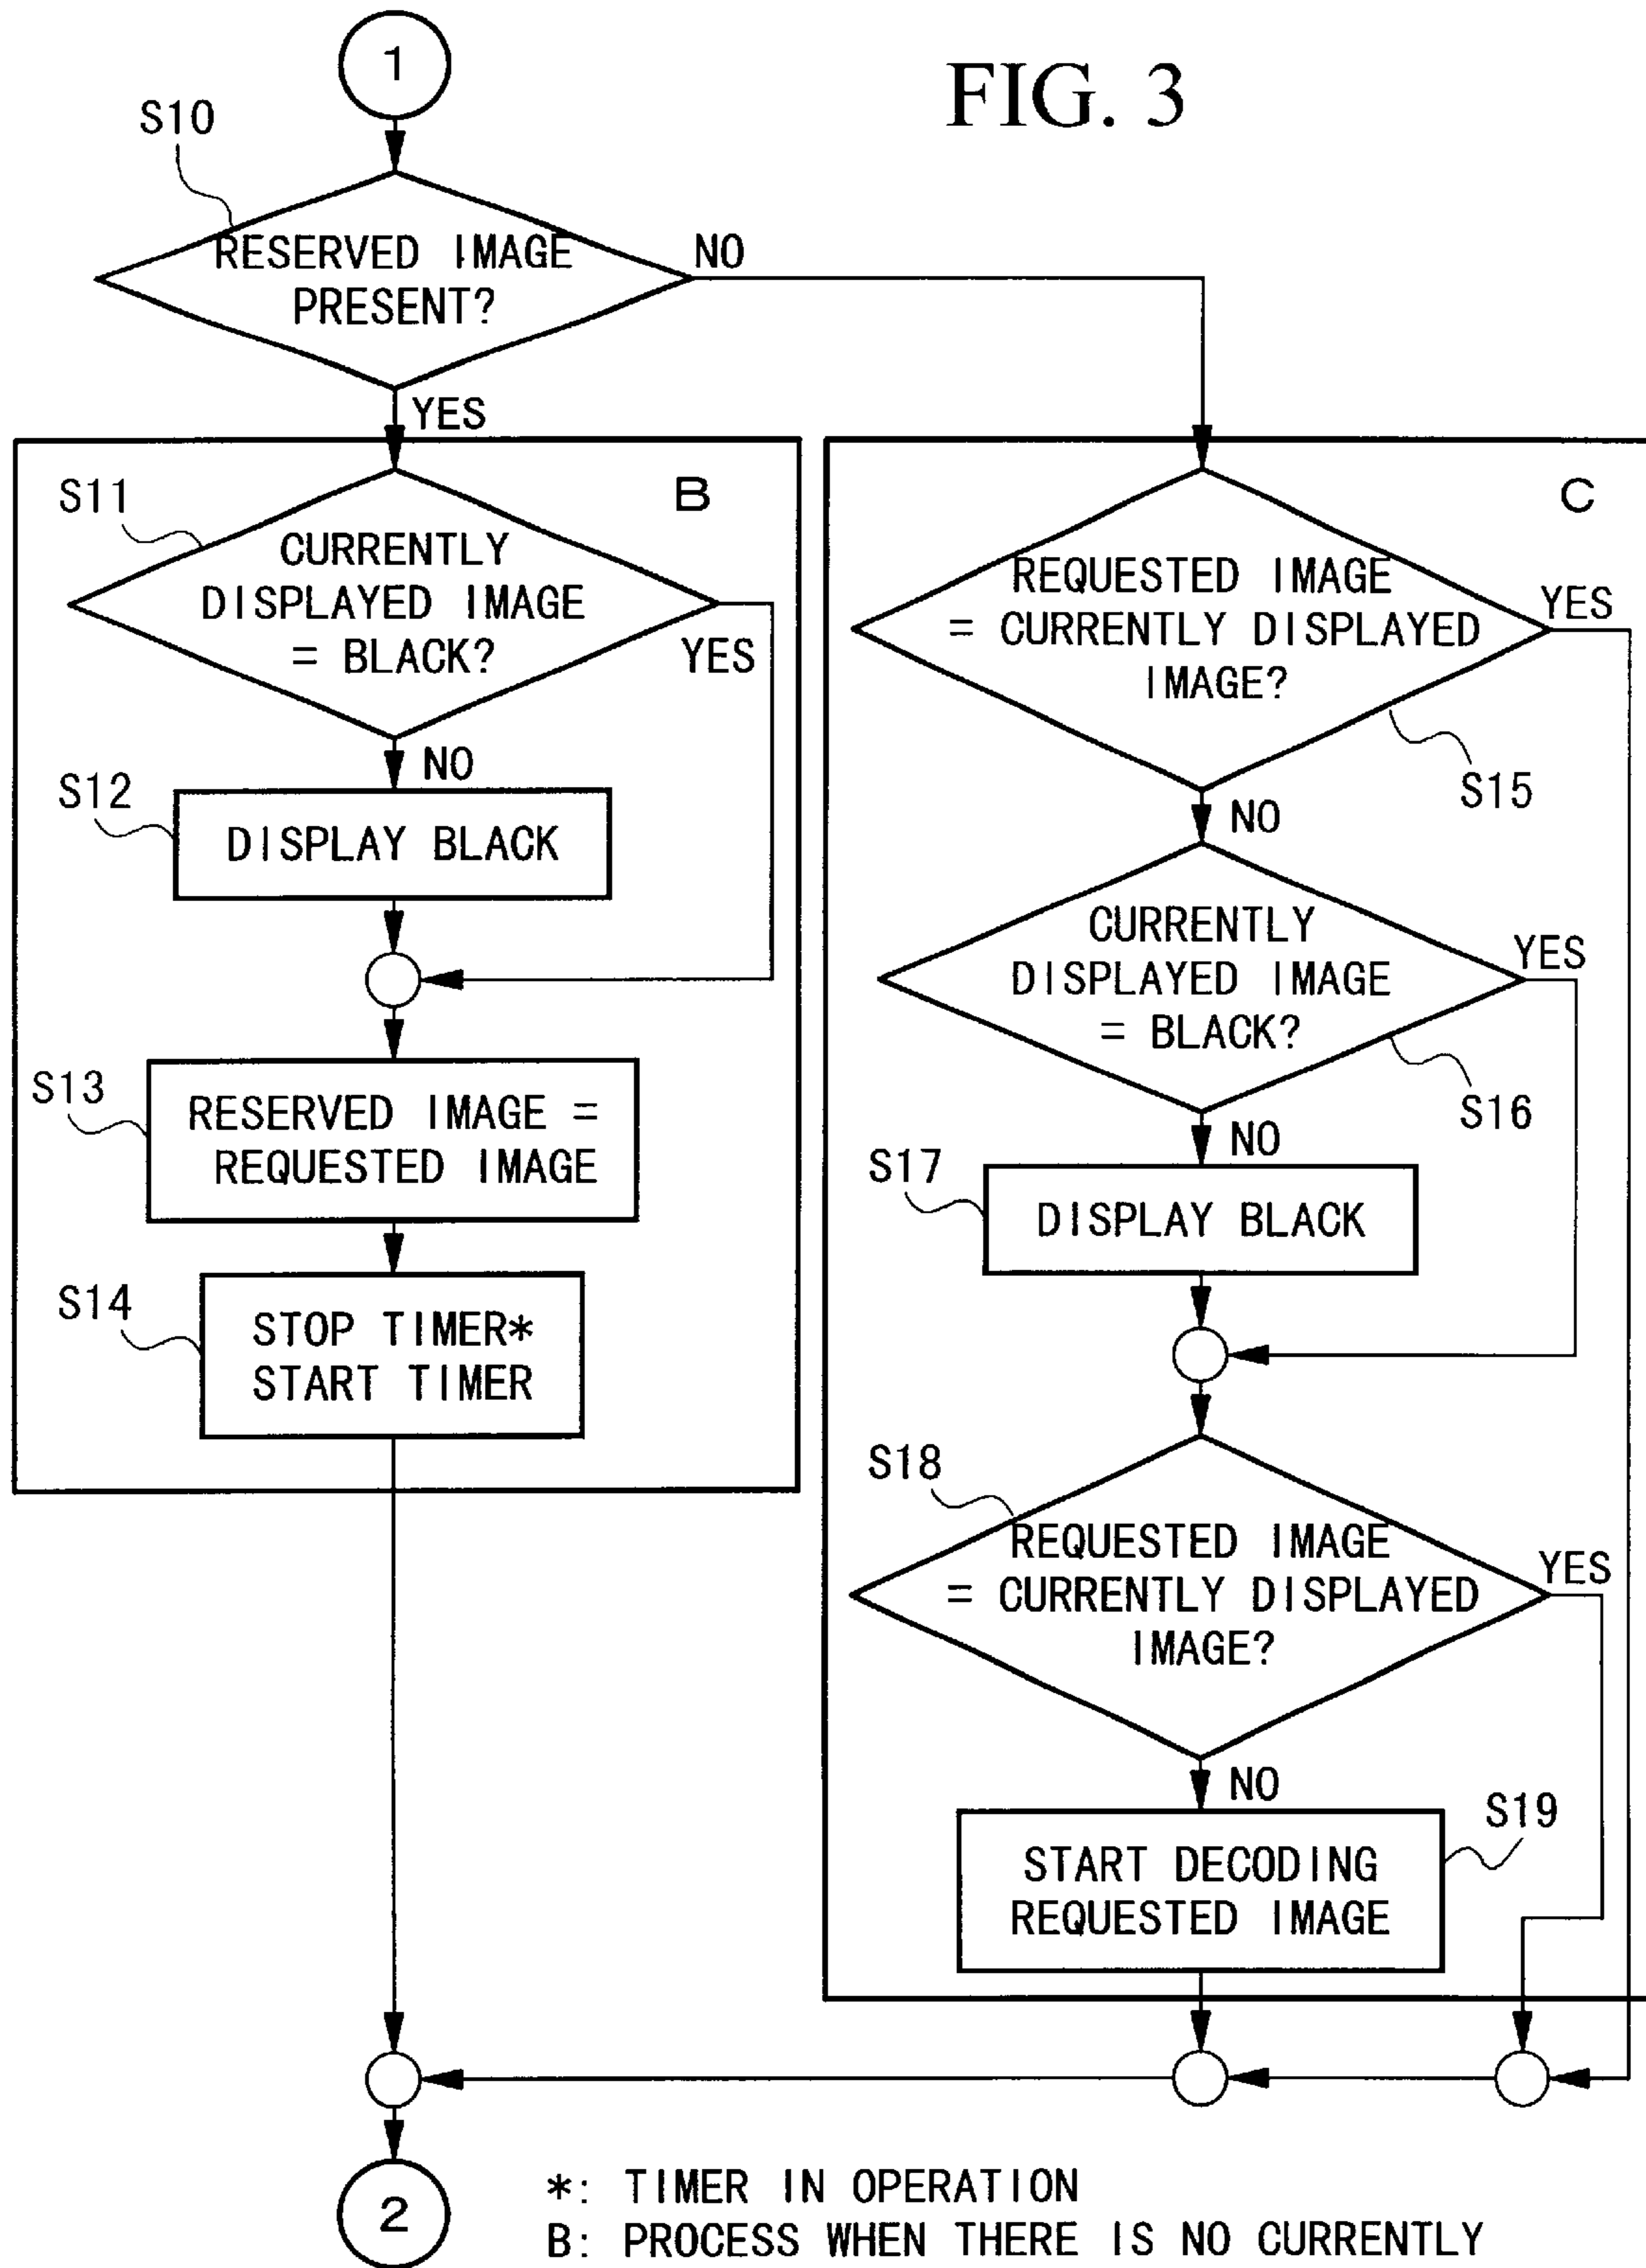 1
FIG. 3
S10
RESERVED IMAGE
PRESENT?
NO
YES
B
S11
CURRENTLY
DISPLAYED IMAGE
= BLACK?
YES
NO
S12
DISPLAY BLACK
S13
RESERVED IMAGE =
REQUESTED IMAGE
S14
STOP TIMER*
START TIMER
C
REQUESTED IMAGE
= CURRENTLY DISPLAYED
IMAGE?
YES
S15
NO
CURRENTLY
DISPLAYED IMAGE
= BLACK?
YES
S16
NO
S17
DISPLAY BLACK
S18
REQUESTED IMAGE
= CURRENTLY DISPLAYED
IMAGE?
YES
NO
S19
START DECODING
REQUESTED IMAGE
2
*: TIMER IN OPERATION
B: PROCESS WHEN THERE IS NO CURRENTLY